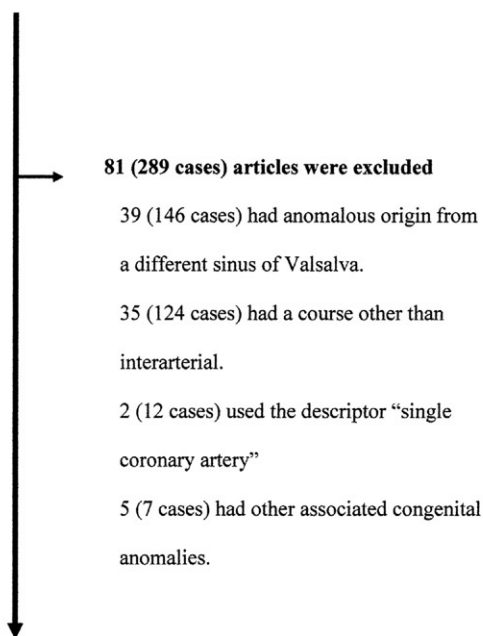 81 (289 cases) articles were excluded
39 (146 cases) had anomalous origin from
a different sinus of Valsalva.
35 (124 cases) had a course other than
interarterial.
2 (12 cases) used the descriptor “single
coronary artery”
5 (7 cases) had other associated congenital
anomalies.